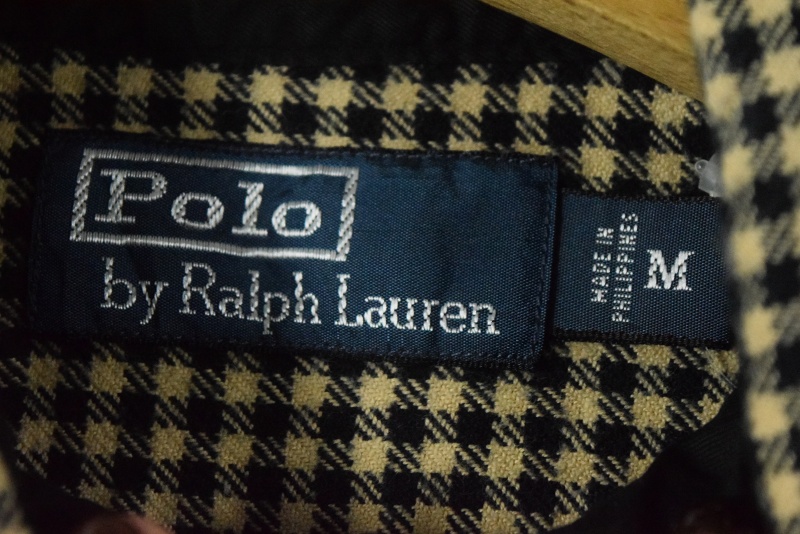 Polo
by Ralph Lauren
MADE IN
PHILIPPINES
M